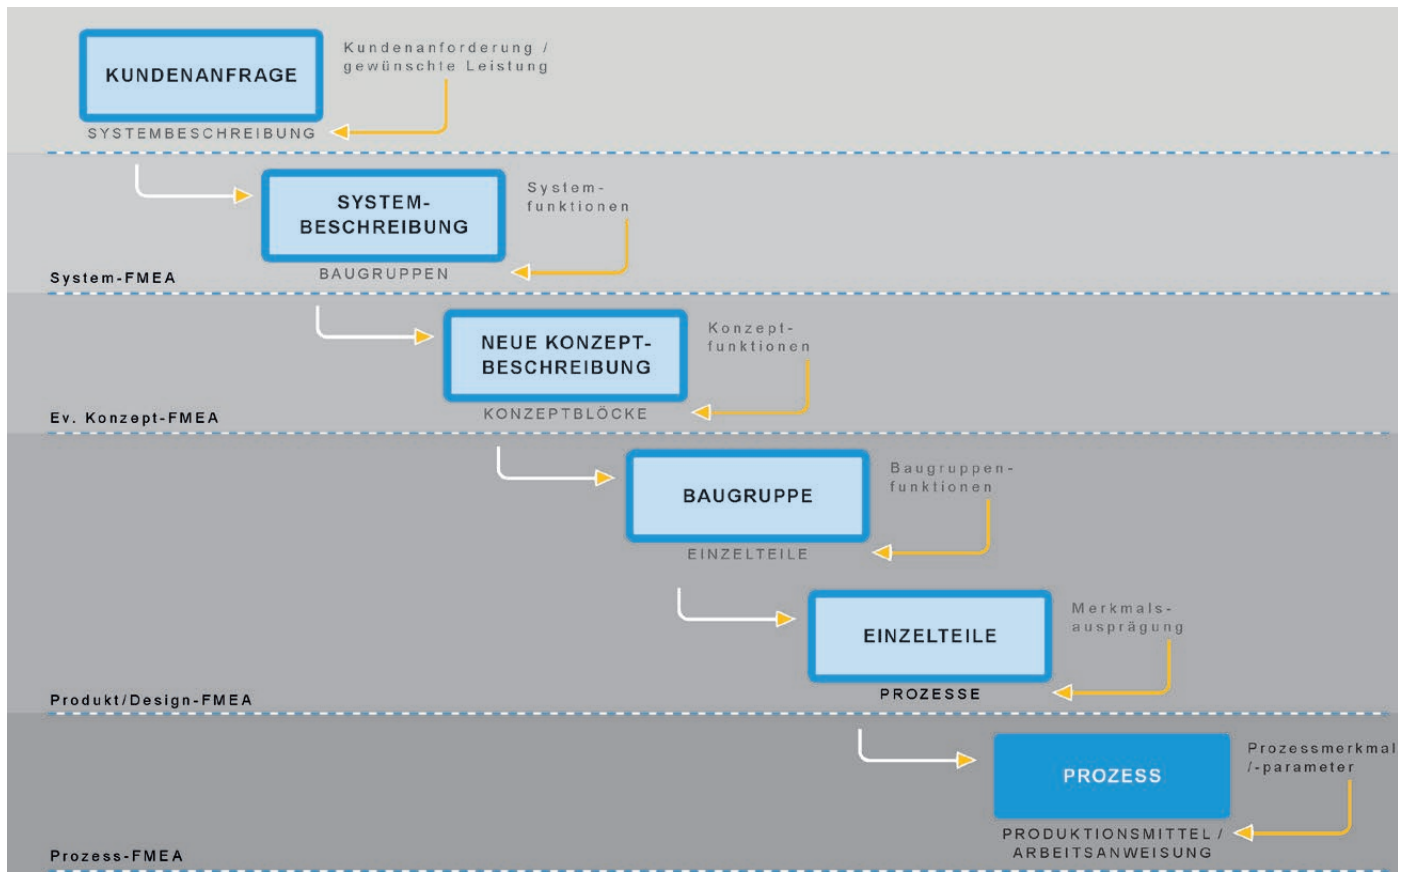 KUNDENANFRAGE
Kundenanforderung /
gewünschte Leistung
SYSTEMBESCHREIBUNG
SYSTEM-
BESCHREIBUNG
System-
funktionen
BAUGRUPPEN
System-FMEA
NEUE KONZEPT-
BESCHREIBUNG
Konzept-
funktionen
KONZEPTBLÖCKE
Ev. Konzept-FMEA
BAUGRUPPE
Baugruppen-
funktionen
EINZELTEILE
EINZELTEILE
Merkmals-
ausprägung
PROZESSE
Produkt/Design-FMEA
PROZESS
Prozessmerkmal
/-parameter
PRODUKTIONSMITTEL /
ARBEITSANWEISUNG
Prozess-FMEA